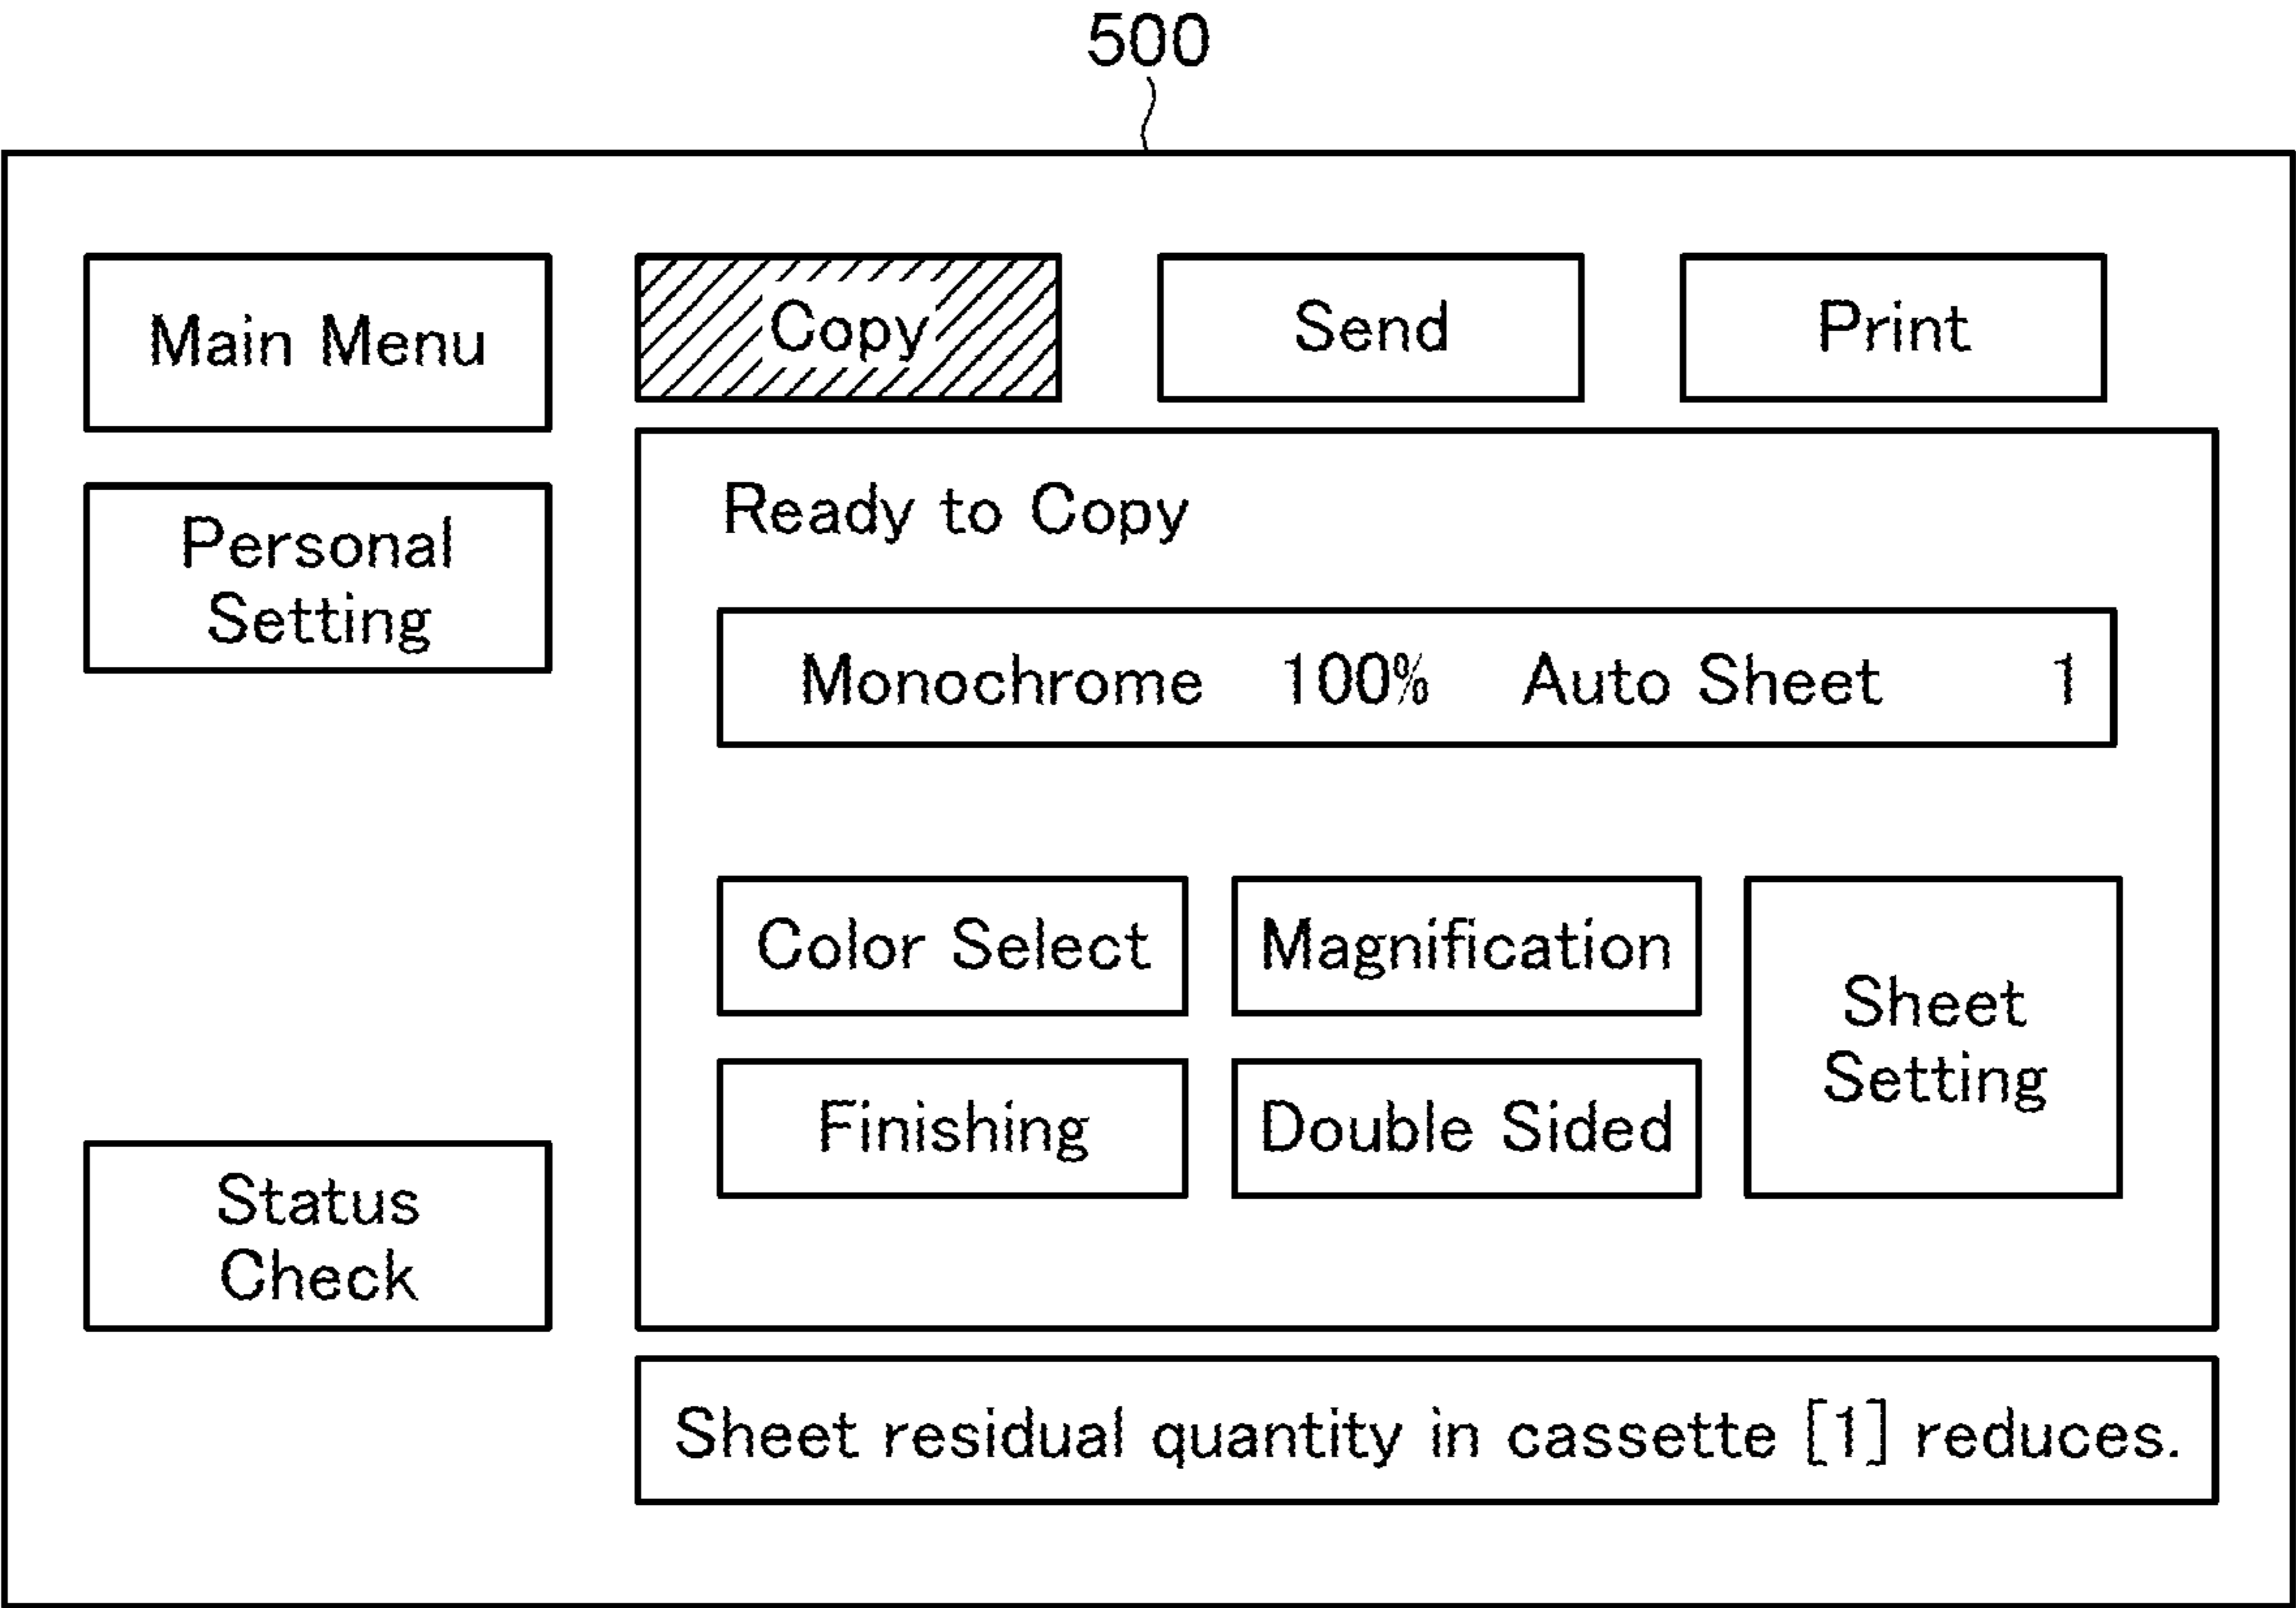 500
Main Menu
Copy
Send
Print
Personal
Setting
Ready to Copy
Monochrome 100% Auto Sheet 1
Color Select
Magnification
Sheet
Setting
Finishing
Double Sided
Status
Check
Sheet residual quantity in cassette [1] reduces.